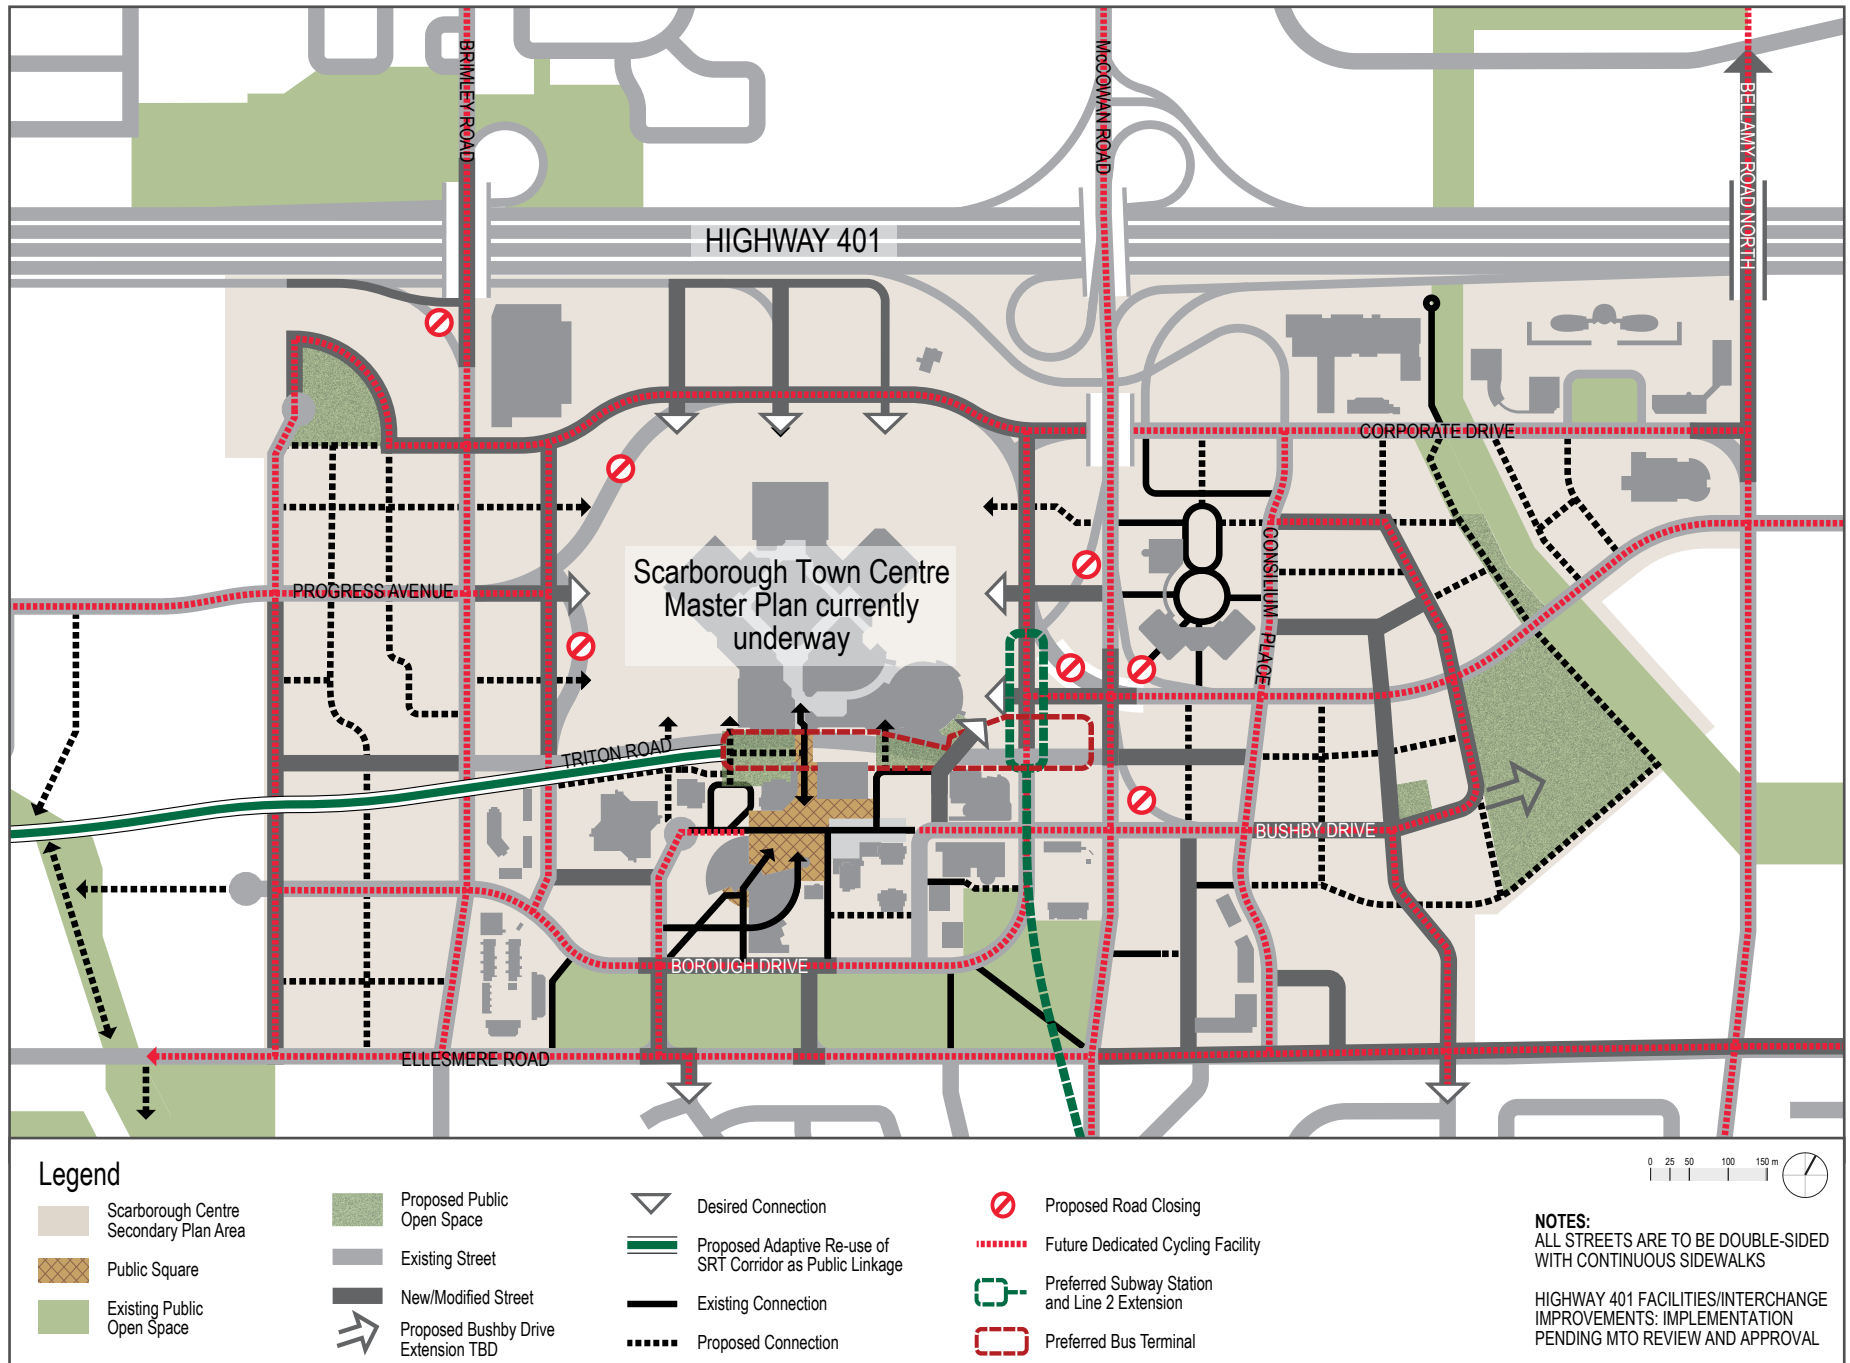 BRIMLEY ROAD
McCOWAN ROAD
BELLAMY ROAD NORTH
HIGHWAY 401
CORPORATE DRIVE
Scarborough Town Centre
Master Plan currently
underway
PROGRESS AVENUE
CONSILIUM PLACE
TRITON ROAD
BUSHBY DRIVE
BOROUGH DRIVE
ELLESMERE ROAD
Legend
Scarborough Centre
Secondary Plan Area
Public Square
Existing Public
Open Space
Proposed Public
Open Space
Existing Street
New/Modified Street
Proposed Bushby Drive
Extension TBD
Desired Connection
Proposed Adaptive Re-use of
SRT Corridor as Public Linkage
Existing Connection
Proposed Connection
Proposed Road Closing
Future Dedicated Cycling Facility
Preferred Subway Station
and Line 2 Extension
Preferred Bus Terminal
0 25 50 100 150 m
NOTES:
ALL STREETS ARE TO BE DOUBLE-SIDED
WITH CONTINUOUS SIDEWALKS
HIGHWAY 401 FACILITIES/INTERCHANGE
IMPROVEMENTS: IMPLEMENTATION
PENDING MTO REVIEW AND APPROVAL